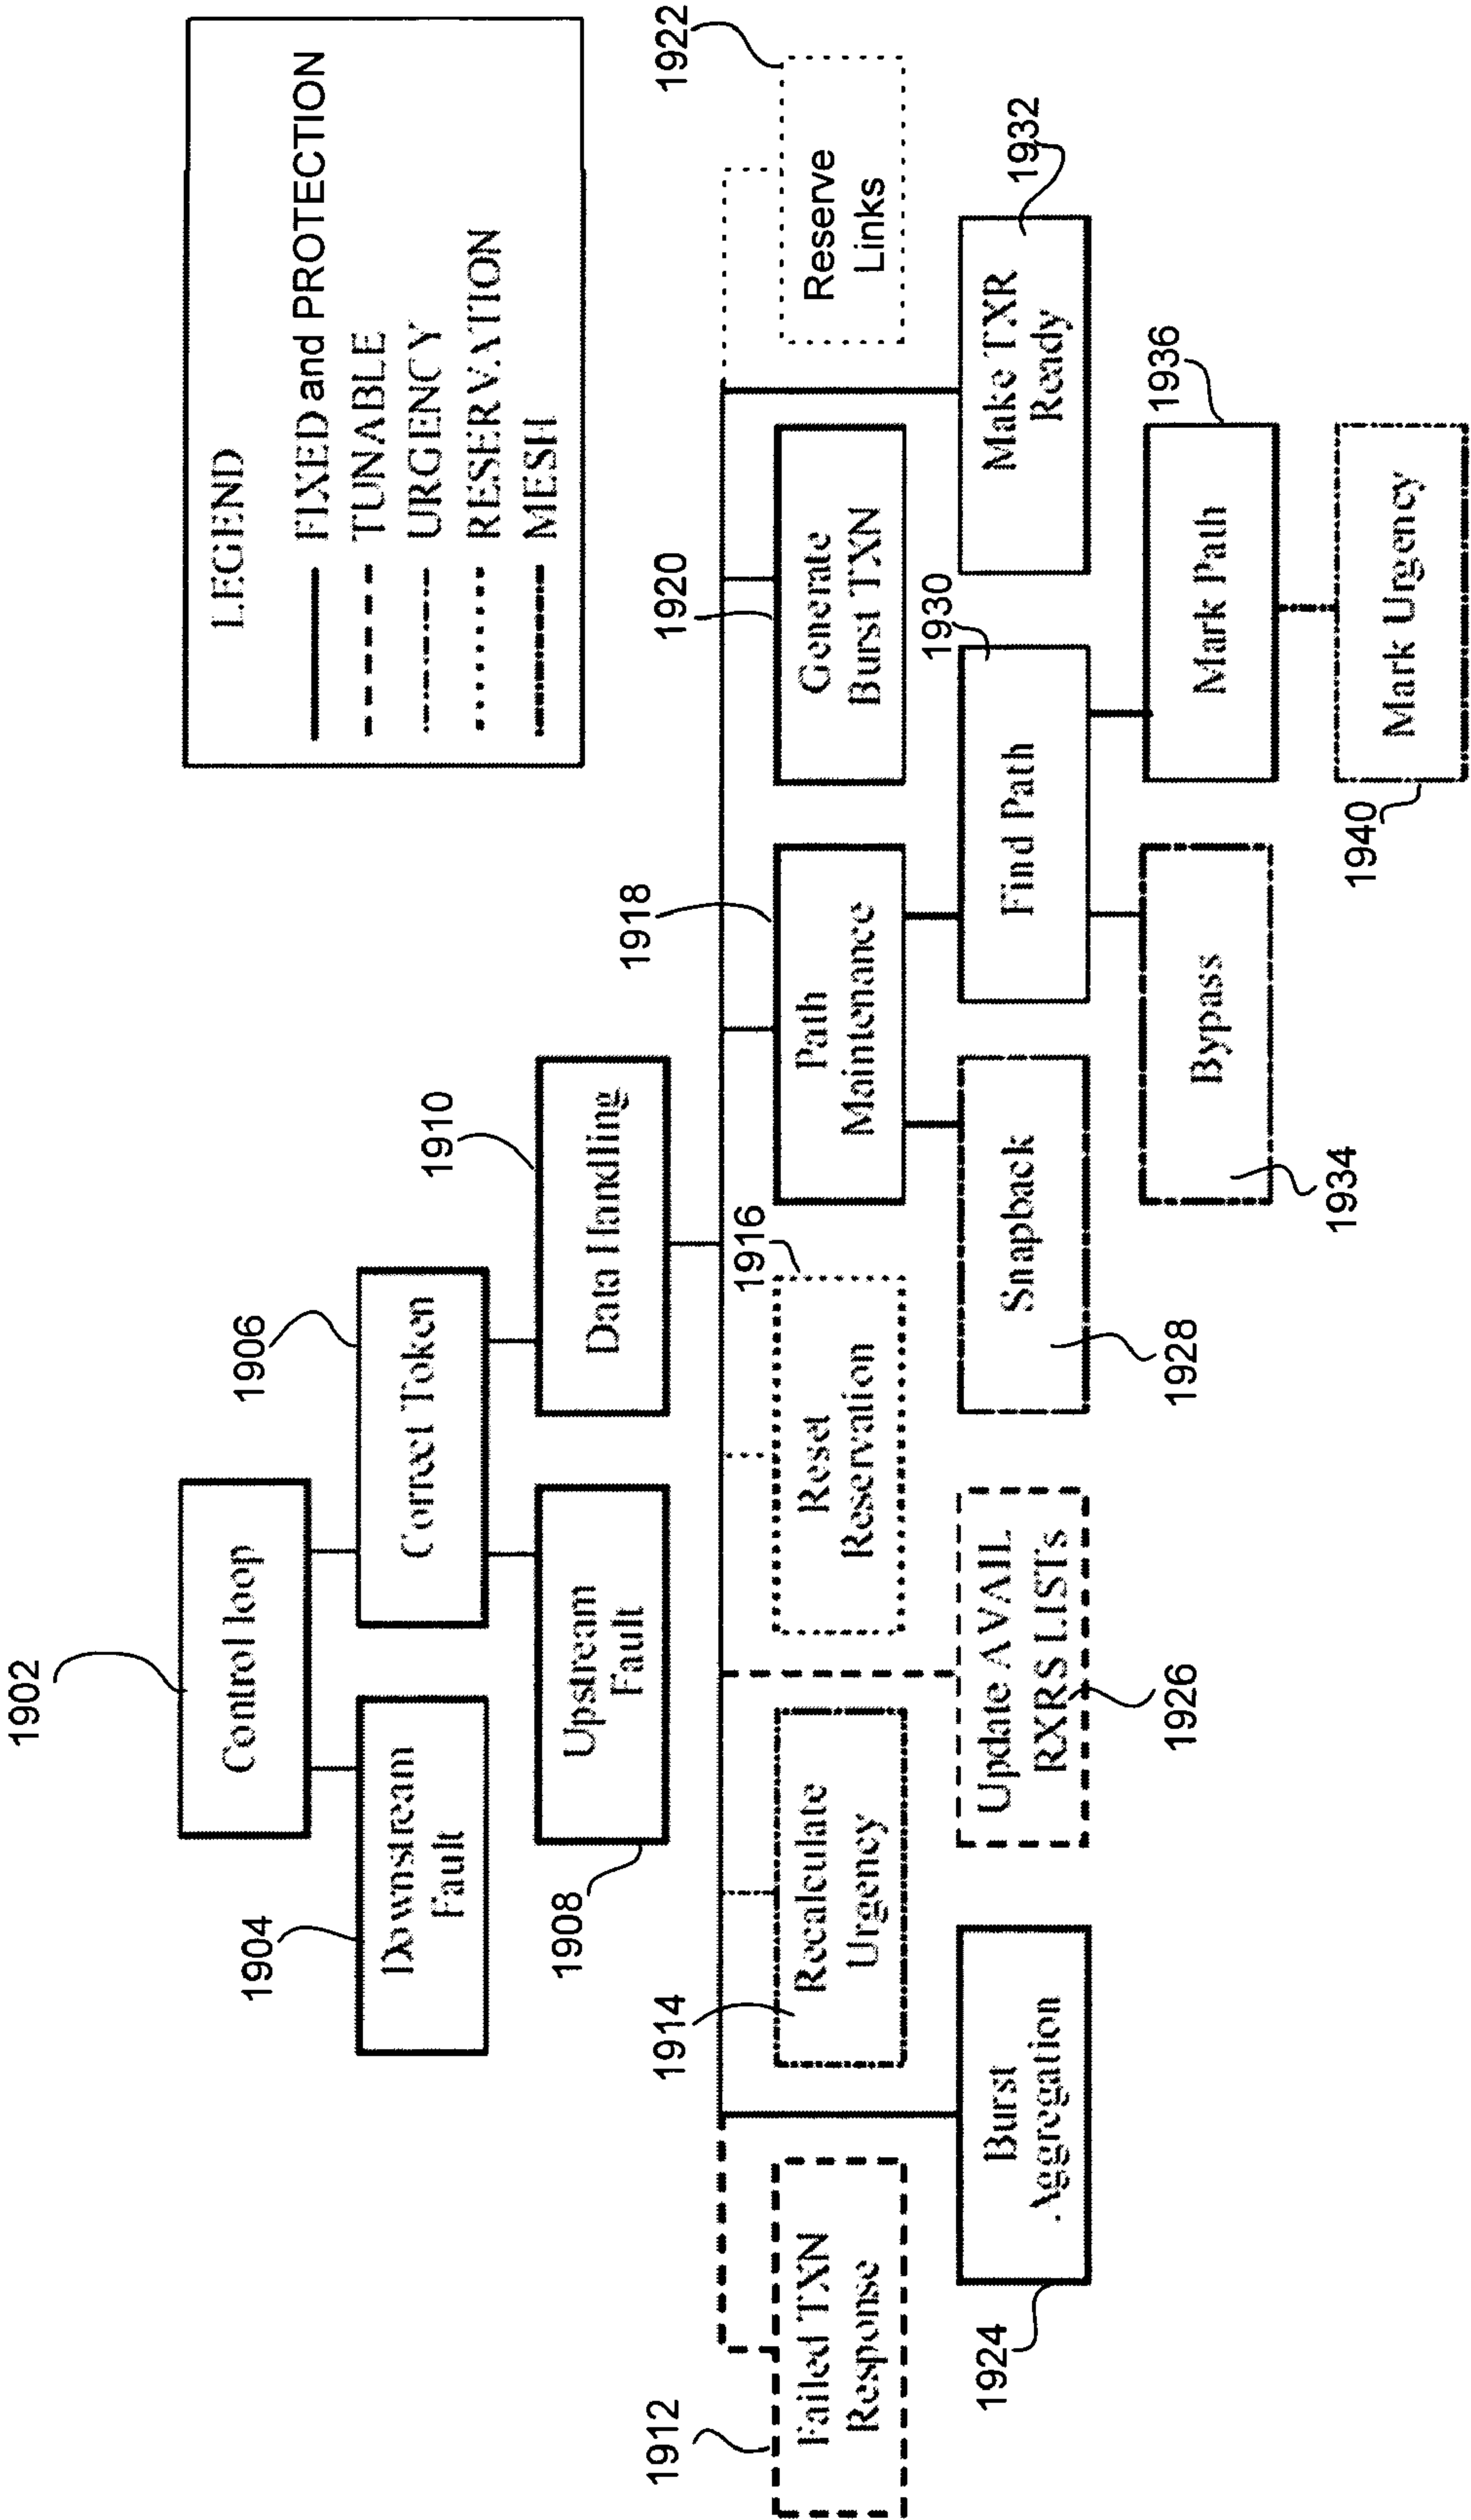 LEGEND
FIXED and PROTECTION
TUNABLE
URGENCY
RESERVATION
MESH
1902
Control loop
1904
Downstream
Fault
1906
Correct Token
1908
Upstream
Fault
1910
Data Handling
1912
Failed TXN
Response
1914
Recalculate
Urgency
1916
Reset
Reservation
1918
Path
Maintenance
1920
Generate
Burst TXN
1922
Reserve
Links
1924
Burst
Aggregation
1926
Update AVAIL
RXRS LISTs
1928
Snapback
1930
Find Path
1932
Make TXR
Ready
1934
Bypass
1936
Mark Path
1940
Mark Urgency